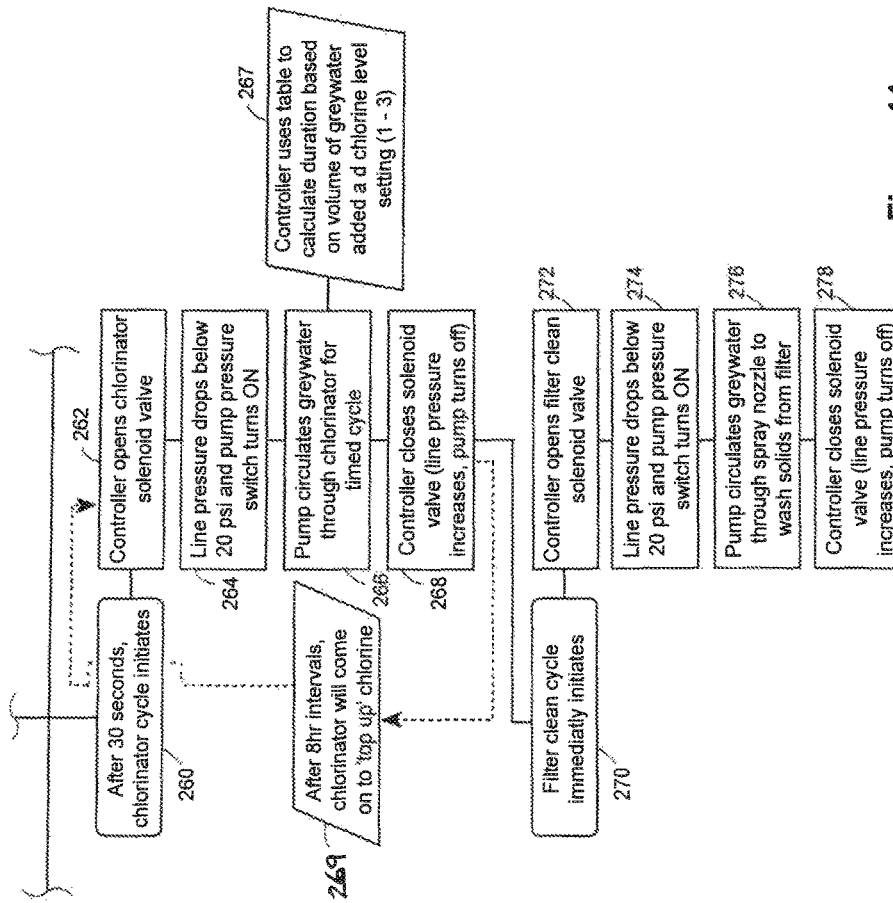 After 30 seconds,
chlorinator cycle initiates
260
262
Controller opens chlorinator
solenoid valve
Line pressure drops below
20 psi and pump pressure
switch turns ON
264
Pump circulates greywater
through chlorinator for
timed cycle
266
267
Controller uses table to
calculate duration based
on volume of greywater
added a d chlorine level
setting (1 - 3)
Controller closes solenoid
valve (line pressure
increases, pump turns off)
268
After 8hr intervals,
chlorinator will come
on to 'top up' chlorine
269
Filter clean cycle
immediatly initiates
270
Controller opens filter clean
solenoid valve
272
Line pressure drops below
20 psi and pump pressure
switch turns ON
274
Pump circulates greywater
through spray nozzle to
wash solids from filter
276
Controller closes solenoid
valve (line pressure
increases, pump turns off)
278